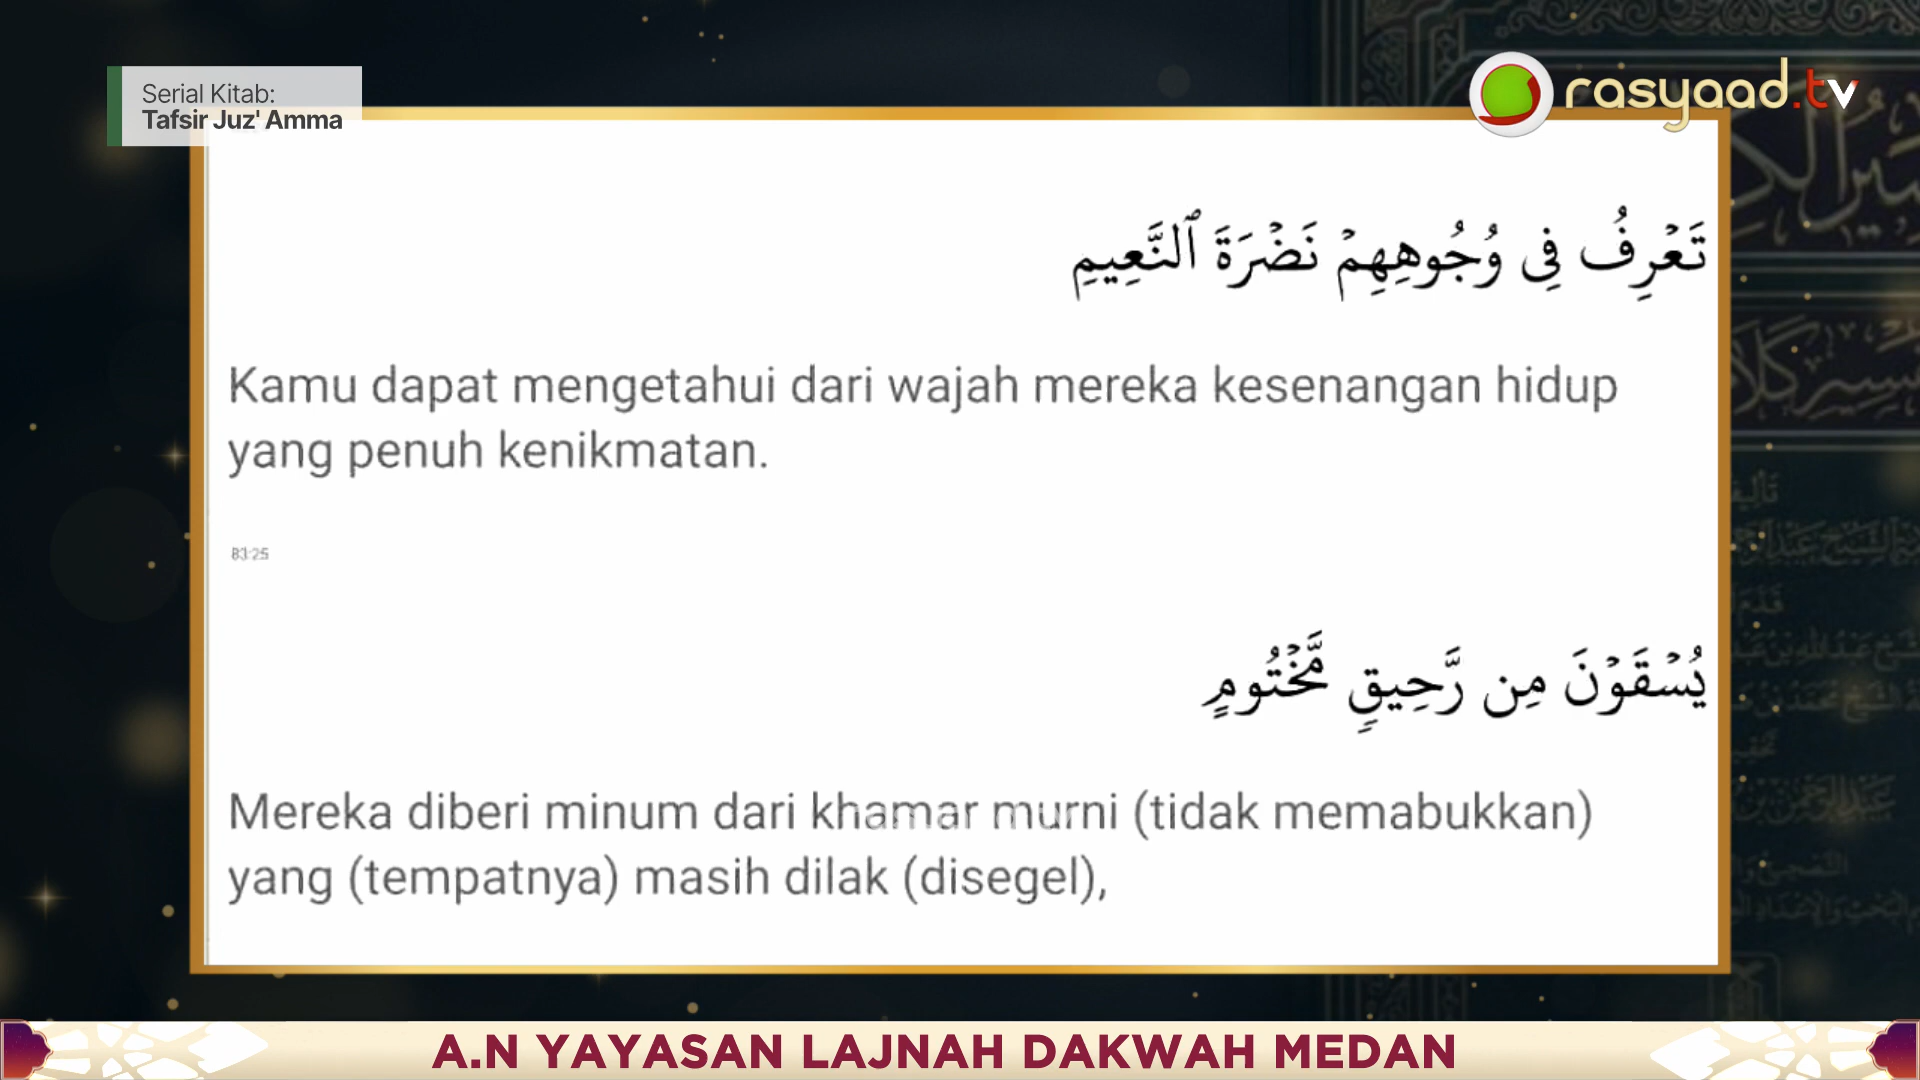 Serial Kitab:
Tafsir Juz' Amma
rasyaad.tv
تَعْرِفُ فِى وُجُوهِهِمْ نَضْرَةَ ٱلنَّعِيمِ
Kamu dapat mengetahui dari wajah mereka kesenangan hidup
yang penuh kenikmatan.
83:25
يُسْقَوْنَ مِن رَّحِيقٍ مَّخْتُومٍ
Mereka diberi minum dari khamar murni (tidak memabukkan)
yang (tempatnya) masih dilak (disegel),
A.N YAYASAN LAJNAH DAKWAH MEDAN